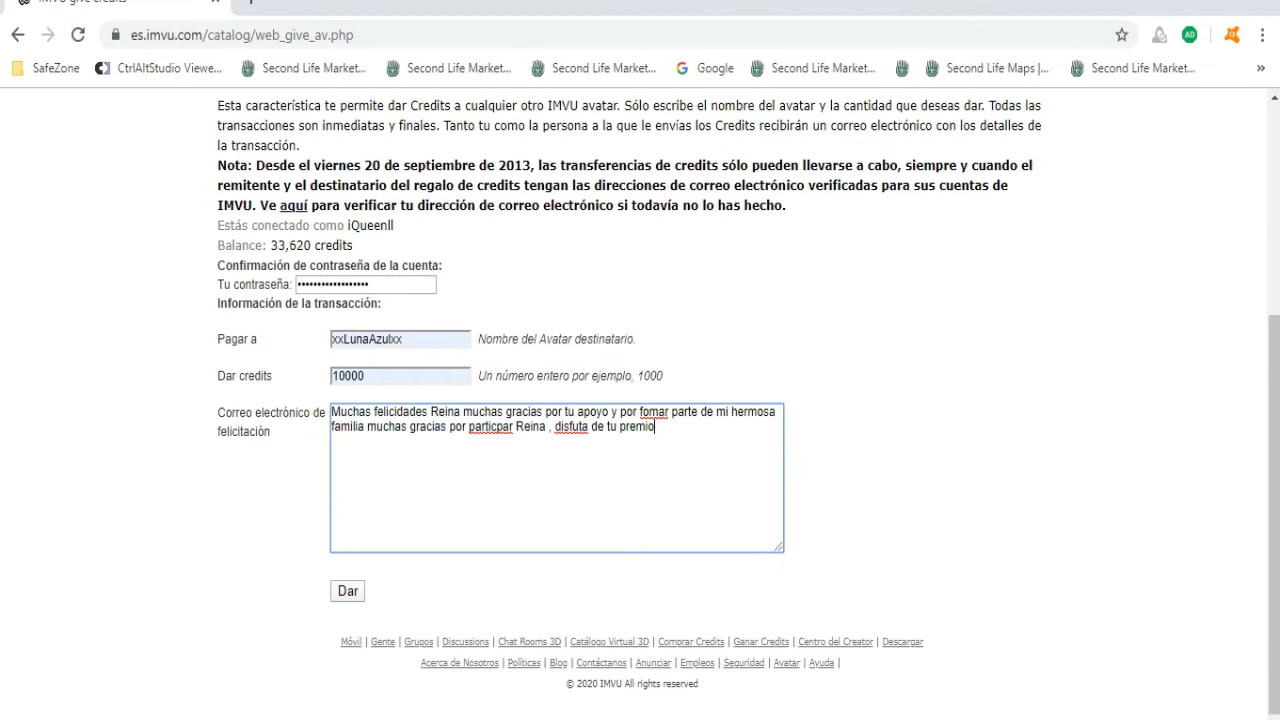 IMVU give credits
es.imvu.com/catalog/web_give_av.php
SafeZone CtrlAltStudio Viewe... Second Life Market... Second Life Market... Second Life Market... Google Second Life Market... Second Life Maps |... Second Life Market... »
Esta característica te permite dar Credits a cualquier otro IMVU avatar. Sólo escribe el nombre del avatar y la cantidad que deseas dar. Todas las
transacciones son inmediatas y finales. Tanto tu como la persona a la que le envías los Credits recibirán un correo electrónico con los detalles de
la transacción.
Nota: Desde el viernes 20 de septiembre de 2013, las transferencias de credits sólo pueden llevarse a cabo, siempre y cuando el
remitente y el destinatario del regalo de credits tengan las direcciones de correo electrónico verificadas para sus cuentas de
IMVU. Ve aquí para verificar tu dirección de correo electrónico si todavía no lo has hecho.
Estás conectado como iQueenll
Balance: 33,620 credits
Confirmación de contraseña de la cuenta:
Tu contraseña: ••••••••••••••••••
Información de la transacción:
Pagar a xxLunaAzulxx Nombre del Avatar destinatario.
Dar credits 10000 Un número entero por ejemplo, 1000
Correo electrónico de felicitación
Muchas felicidades Reina muchas gracias por tu apoyo y por fomar parte de mi hermosa
familia muchas gracias por particpar Reina , disfuta de tu premio
Dar
Móvil | Gente | Grupos | Discussions | Chat Rooms 3D | Catálogo Virtual 3D | Comprar Credits | Ganar Credits | Centro del Creator | Descargar
Acerca de Nosotros | Políticas | Blog | Contáctanos | Anunciar | Empleos | Seguridad | Avatar | Ayuda |
© 2020 IMVU All rights reserved